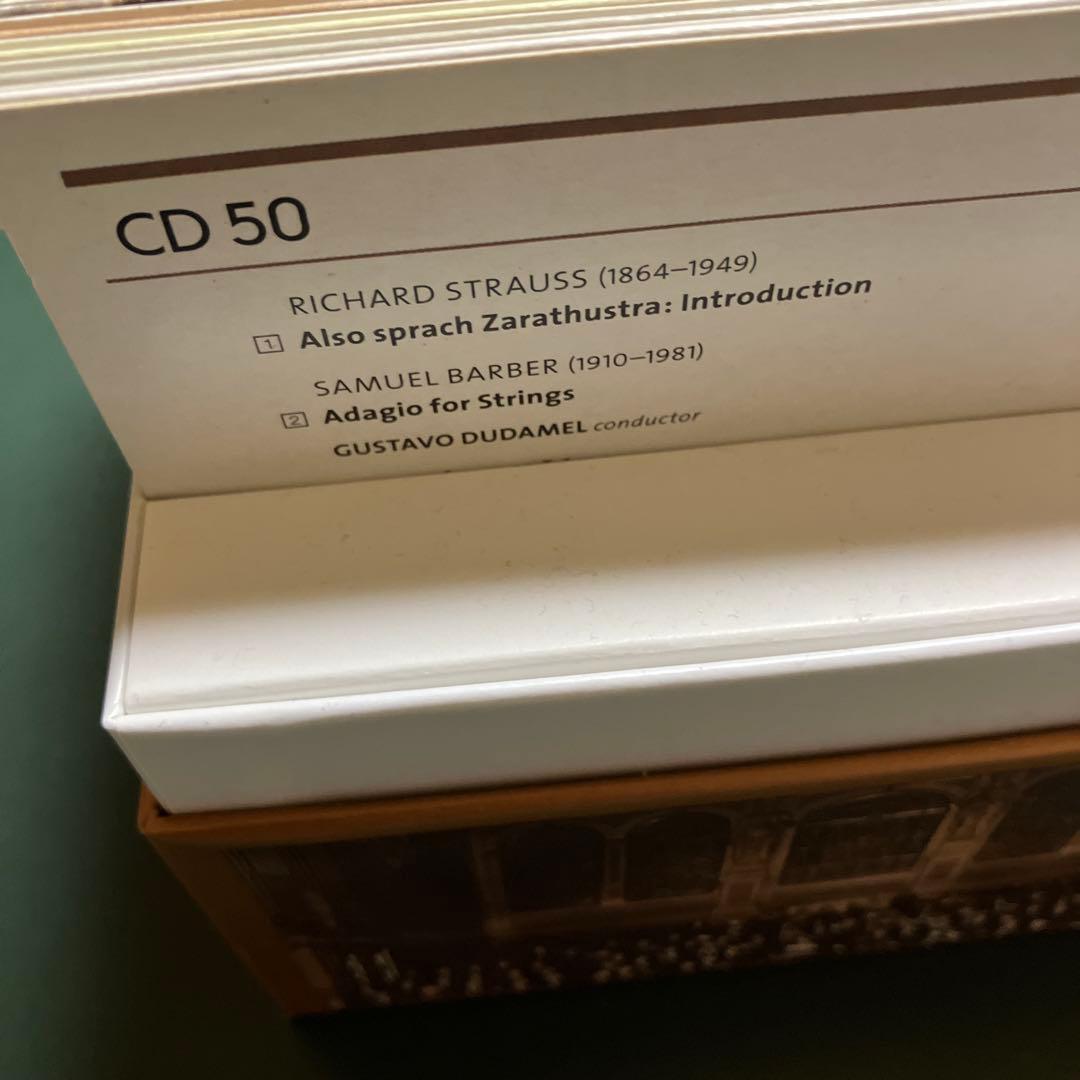 CD 50
RICHARD STRAUSS (1864–1949)
1 Also sprach Zarathustra: Introduction
SAMUEL BARBER (1910–1981)
2 Adagio for Strings
GUSTAVO DUDAMEL conductor